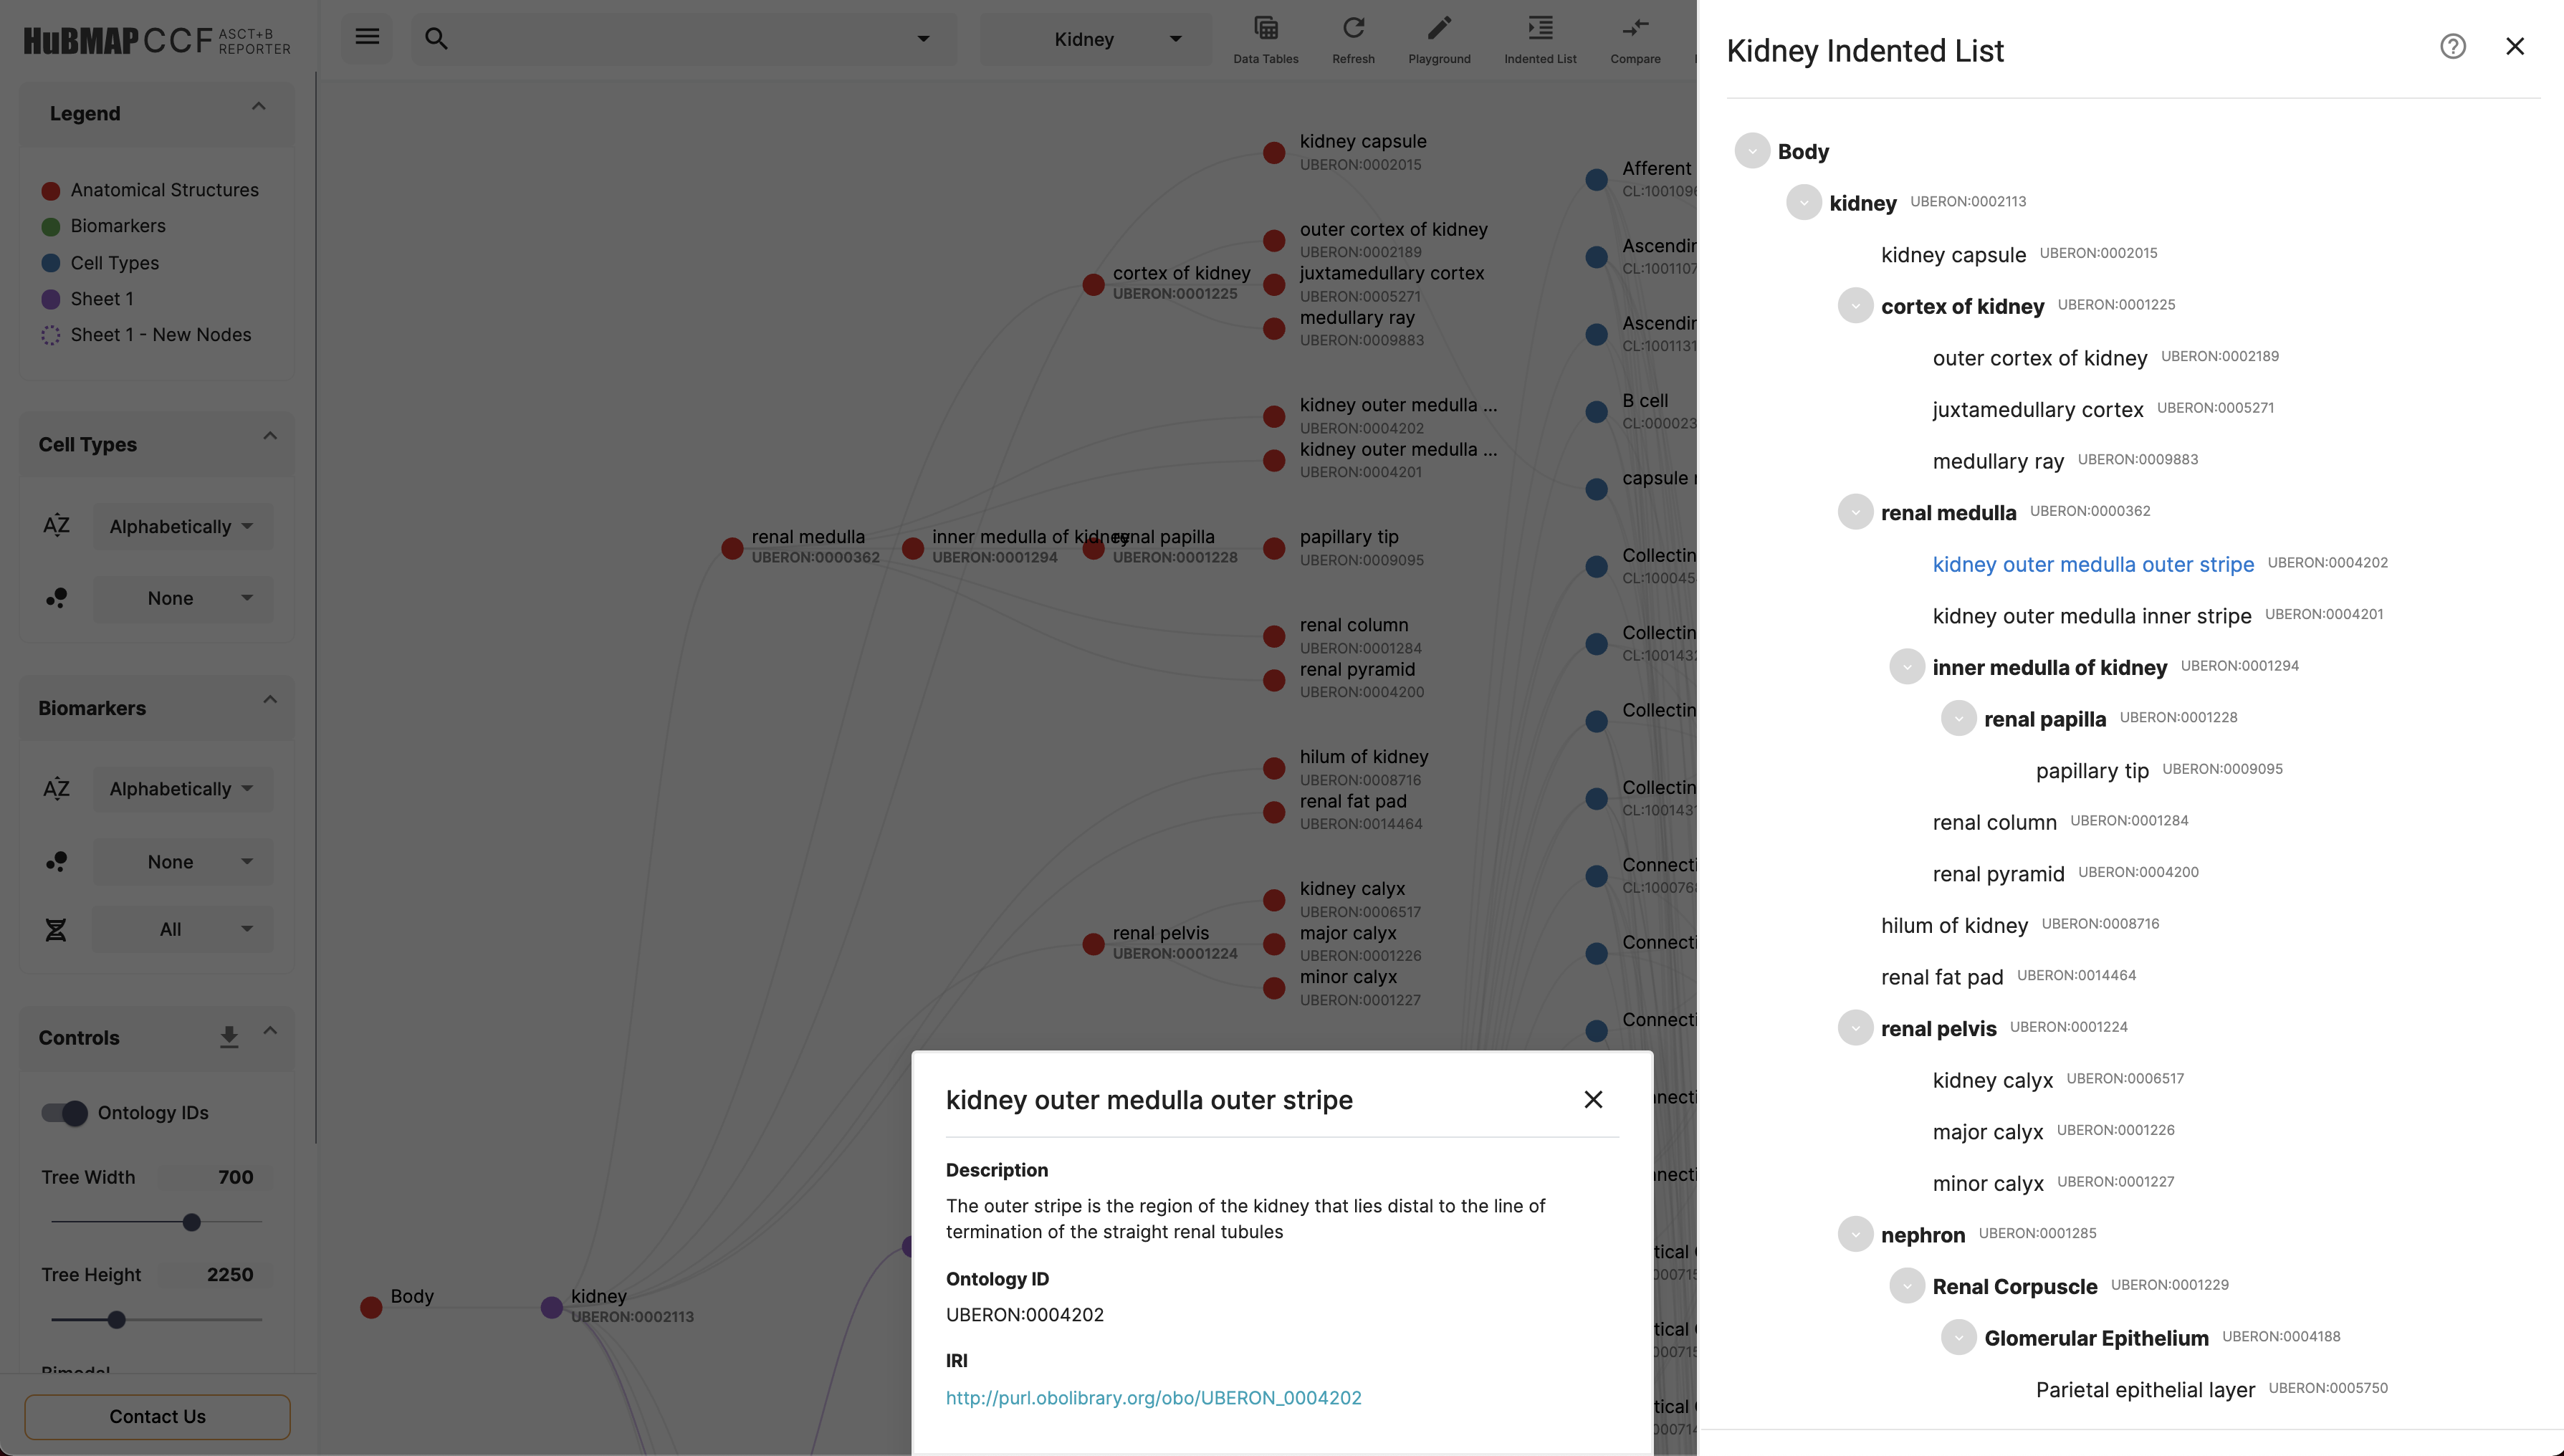 HuBMAP CCF ASCT+B REPORTER
Kidney
Data Tables
Refresh
Playground
Indented List
Compare
Legend
Anatomical Structures
Biomarkers
Cell Types
Sheet 1
Sheet 1 - New Nodes
Cell Types
Alphabetically
None
Biomarkers
Alphabetically
None
All
Controls
Ontology IDs
Tree Width 700
Tree Height 2250
Contact Us
Body
kidney
UBERON:0002113
renal medulla
UBERON:0000362
inner medulla of kidney
UBERON:0001294
cortex of kidney
UBERON:0001225
renal papilla
UBERON:0001228
renal pelvis
UBERON:0001224
kidney capsule
UBERON:0002015
outer cortex of kidney
UBERON:0002189
juxtamedullary cortex
UBERON:0005271
medullary ray
UBERON:0009883
kidney outer medulla ...
UBERON:0004202
kidney outer medulla ...
UBERON:0004201
papillary tip
UBERON:0009095
renal column
UBERON:0001284
renal pyramid
UBERON:0004200
hilum of kidney
UBERON:0008716
renal fat pad
UBERON:0014464
kidney calyx
UBERON:0006517
major calyx
UBERON:0001226
minor calyx
UBERON:0001227
Afferent
CL:1001096
Ascendin
CL:1001107
Ascendin
CL:1001131
B cell
CL:000023
capsule
Collectin
CL:100045
Collectin
CL:100143
Collectin
Collectin
CL:100143
Connecti
CL:1000768
Connecti
Connecti
kidney outer medulla outer stripe
Description
The outer stripe is the region of the kidney that lies distal to the line of
termination of the straight renal tubules
Ontology ID
UBERON:0004202
IRI
http://purl.obolibrary.org/obo/UBERON_0004202
Kidney Indented List
Body
kidney UBERON:0002113
kidney capsule UBERON:0002015
cortex of kidney UBERON:0001225
outer cortex of kidney UBERON:0002189
juxtamedullary cortex UBERON:0005271
medullary ray UBERON:0009883
renal medulla UBERON:0000362
kidney outer medulla outer stripe UBERON:0004202
kidney outer medulla inner stripe UBERON:0004201
inner medulla of kidney UBERON:0001294
renal papilla UBERON:0001228
papillary tip UBERON:0009095
renal column UBERON:0001284
renal pyramid UBERON:0004200
hilum of kidney UBERON:0008716
renal fat pad UBERON:0014464
renal pelvis UBERON:0001224
kidney calyx UBERON:0006517
major calyx UBERON:0001226
minor calyx UBERON:0001227
nephron UBERON:0001285
Renal Corpuscle UBERON:0001229
Glomerular Epithelium UBERON:0004188
Parietal epithelial layer UBERON:0005750